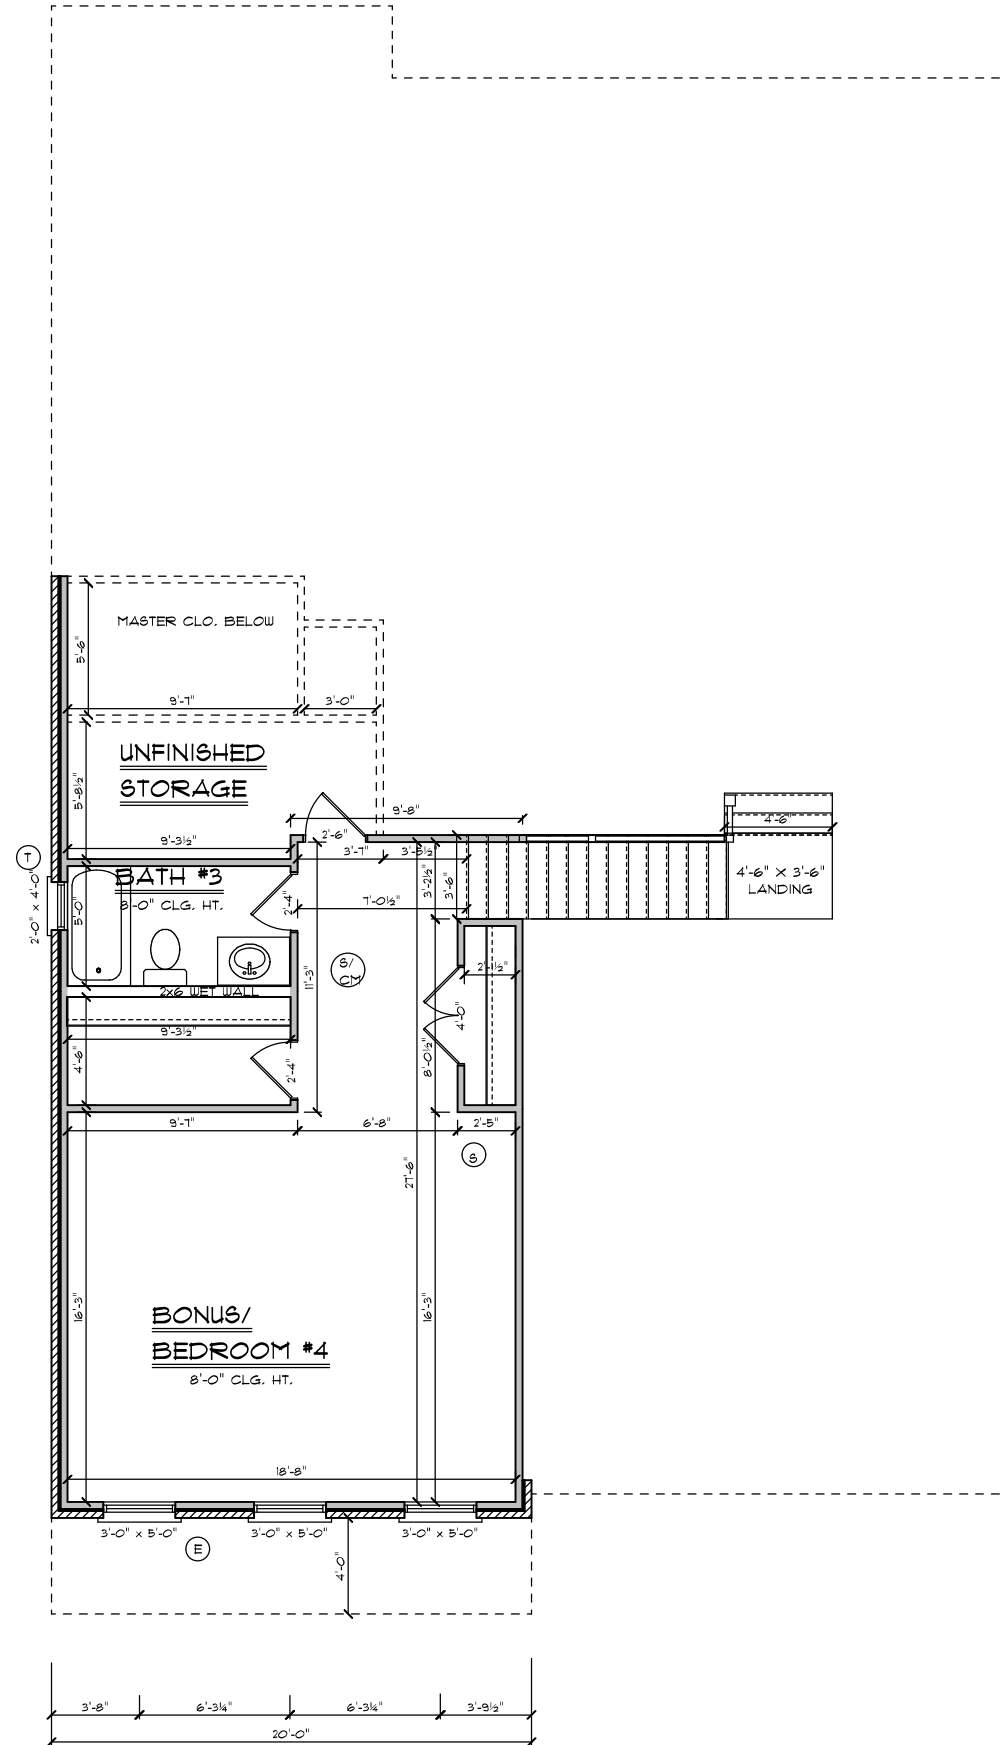 MASTER CLO. BELOW
5'-6"
9'-7"
3'-0"
UNFINISHED
STORAGE
5'-8½"
9'-8"
4'-6"
2'-6"
9'-3½"
3'-7"
3'-5½"
T
2'-0" x 4'-0"
BATH #3
8'-0" CLG. HT.
5'-0"
2'-4"
7'-0½"
3'-2½"
3'-6"
4'-6" X 3'-6"
LANDING
S/
CM
11'-3"
2'-1½"
2x6 WET WALL
4'-0"
9'-3½"
4'-6"
2'-4"
8'-0½"
9'-7"
6'-8"
2'-5"
S
27'-6"
16'-3"
16'-3"
BONUS/
BEDROOM #4
8'-0" CLG. HT.
18'-8"
3'-0" x 5'-0"
3'-0" x 5'-0"
3'-0" x 5'-0"
E
4'-0"
3'-8"
6'-3¼"
6'-3¼"
3'-9½"
20'-0"